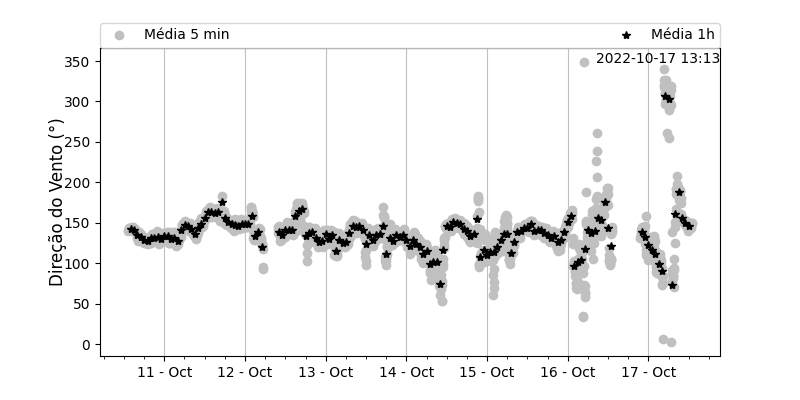 Média 5 min
Média 1h
2022-10-17 13:13
Direção do Vento (°)
350
300
250
200
150
100
50
0
11 - Oct
12 - Oct
13 - Oct
14 - Oct
15 - Oct
16 - Oct
17 - Oct